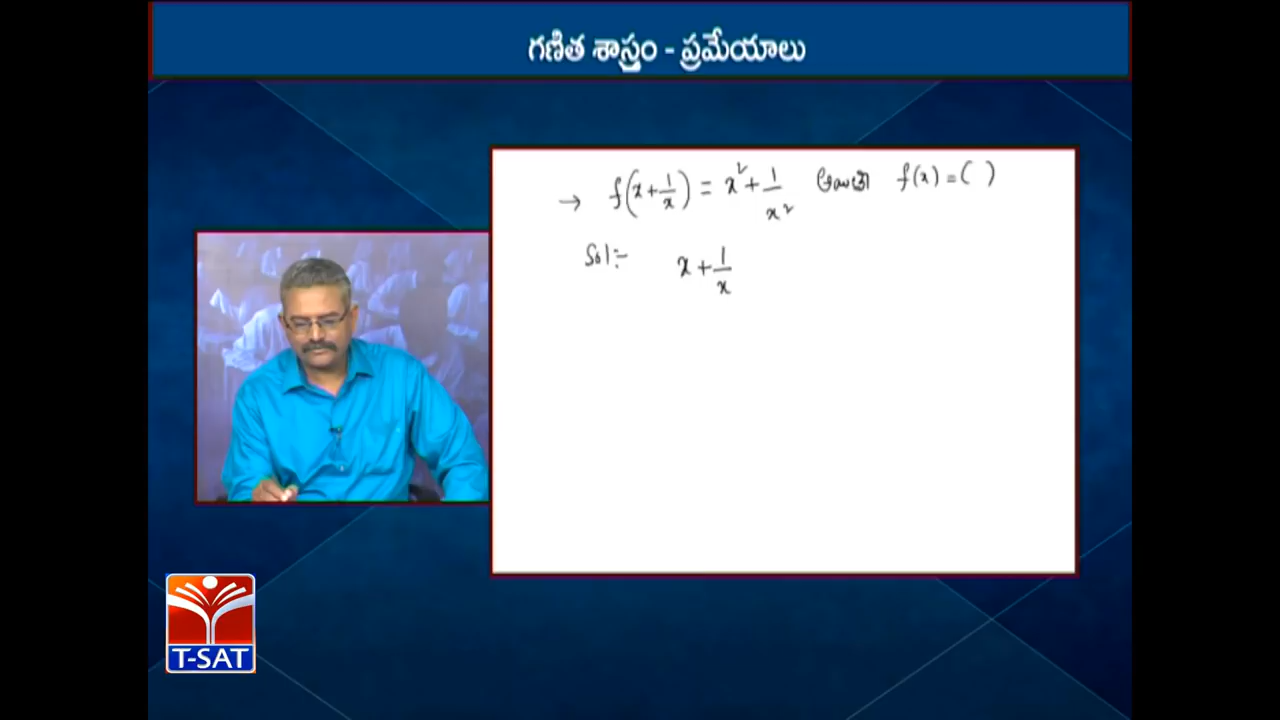 గణిత శాస్త్రం - ప్రమేయాలు
→ f(x+1/x) = x²+1/x² అయితే f(x) = ( )
Sol:- x+1/x
T-SAT